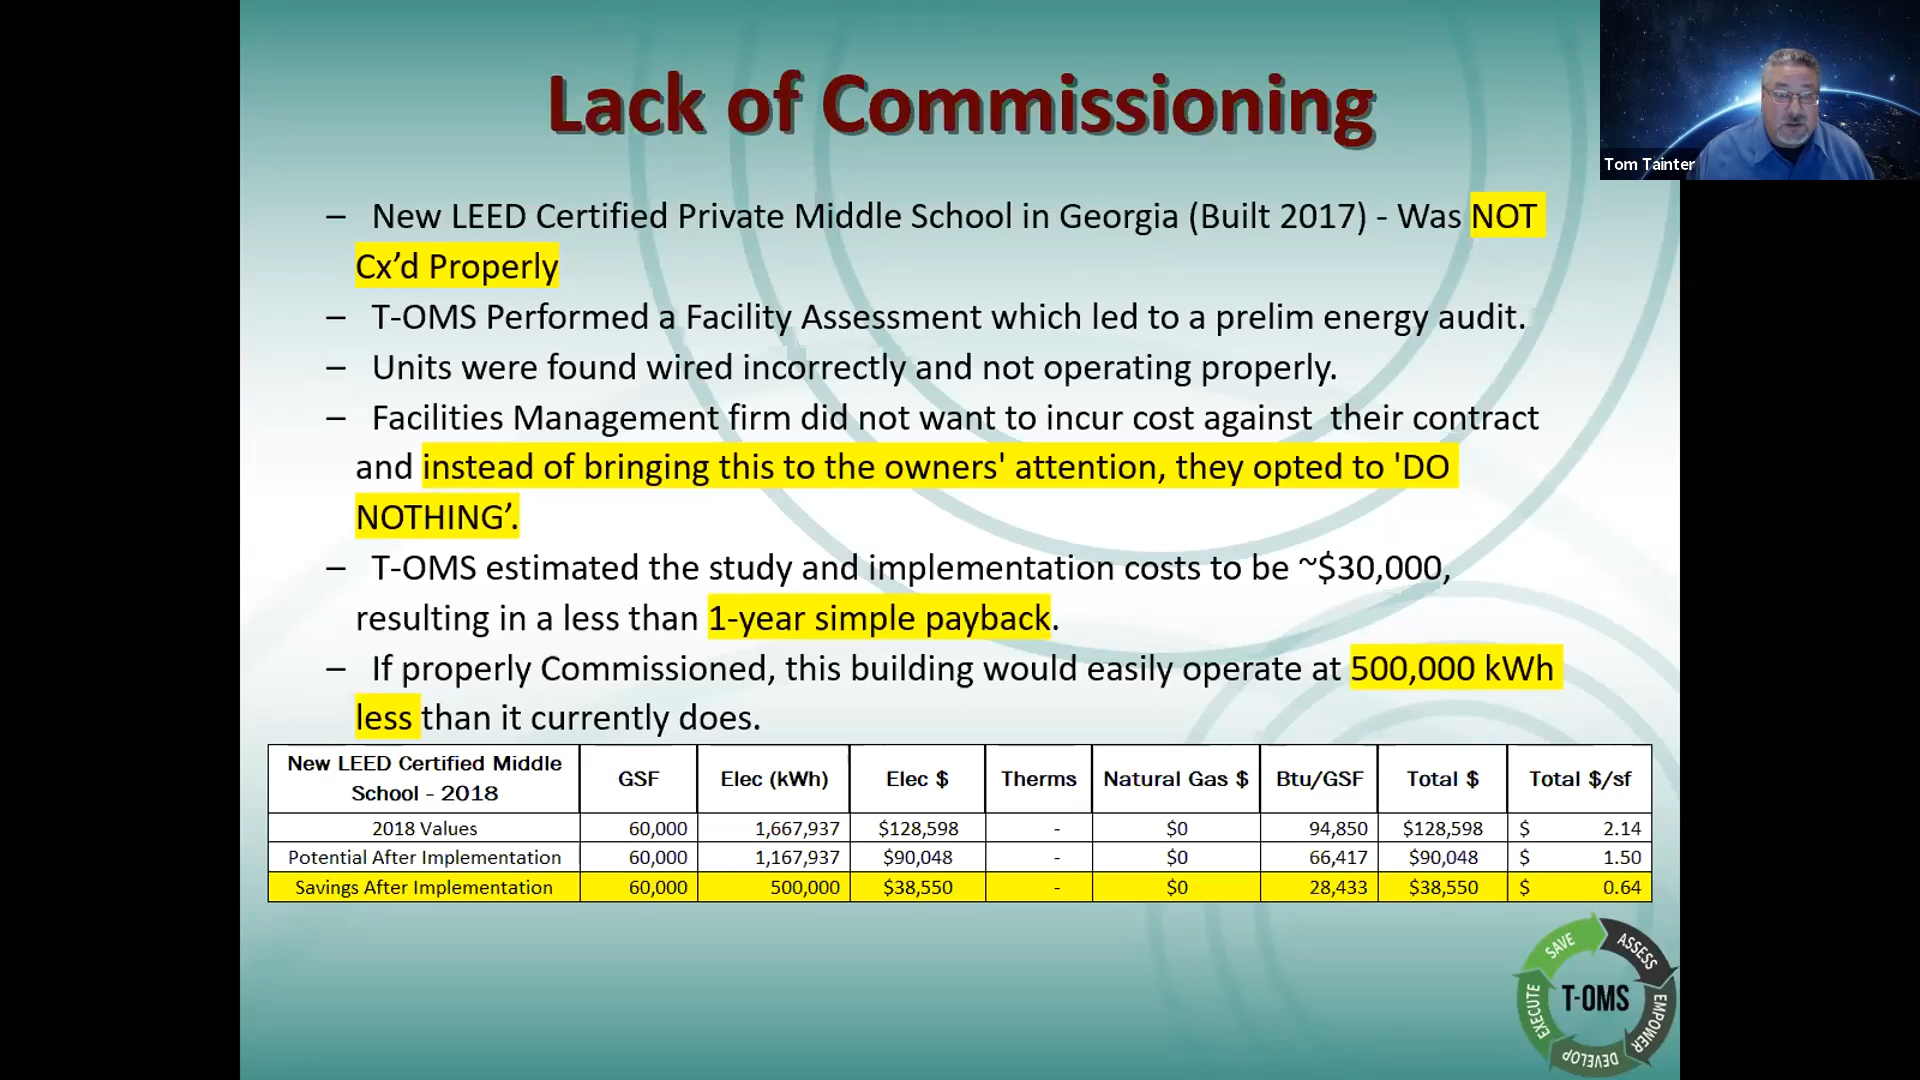 Lack of Commissioning
Tom Tainter
– New LEED Certified Private Middle School in Georgia (Built 2017) - Was NOT
Cx’d Properly
– T-OMS Performed a Facility Assessment which led to a prelim energy audit.
– Units were found wired incorrectly and not operating properly.
– Facilities Management firm did not want to incur cost against their contract
and instead of bringing this to the owners' attention, they opted to 'DO
NOTHING’.
– T-OMS estimated the study and implementation costs to be ~$30,000,
resulting in a less than 1-year simple payback.
– If properly Commissioned, this building would easily operate at 500,000 kWh
less than it currently does.
New LEED Certified Middle School - 2018 GSF Elec (kWh) Elec $ Therms Natural Gas $ Btu/GSF Total $ Total $/sf
2018 Values 60,000 1,667,937 $128,598 - $0 94,850 $128,598 $ 2.14
Potential After Implementation 60,000 1,167,937 $90,048 - $0 66,417 $90,048 $ 1.50
Savings After Implementation 60,000 500,000 $38,550 - $0 28,433 $38,550 $ 0.64
SAVE
ASSESS
EMPOWER
DEVELOP
EXECUTE
T-OMS